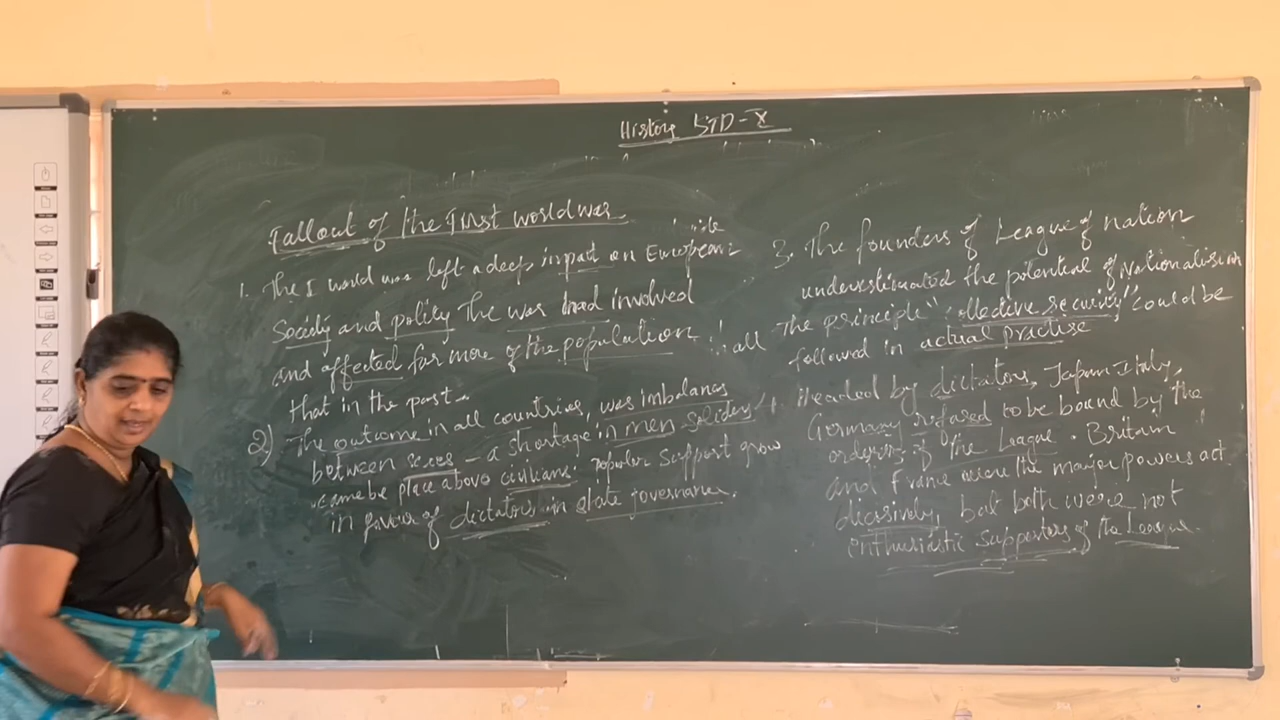 History STD-X
Fallout of the First world war
1. The I world war left a deep impact on European
Society and polity The was had involved
and affected far more of the population
that in the past.
2) The outcome in all countries, was imbalances
between sexes - a shortage in men Soliders
came be place above civilians. popular support grow
in favour of dictators in state governance.
3. The founders of League of nation
underestimated the potential of Nationalism
all The principle "collective security" could be
followed in actual practise
4. Headed by dictators, Japan Italy,
Germany refused to be bound by the
orders of the League. Britain
and France were the major powers act
decisively, but both were not
enthusiastic supporters of the League.